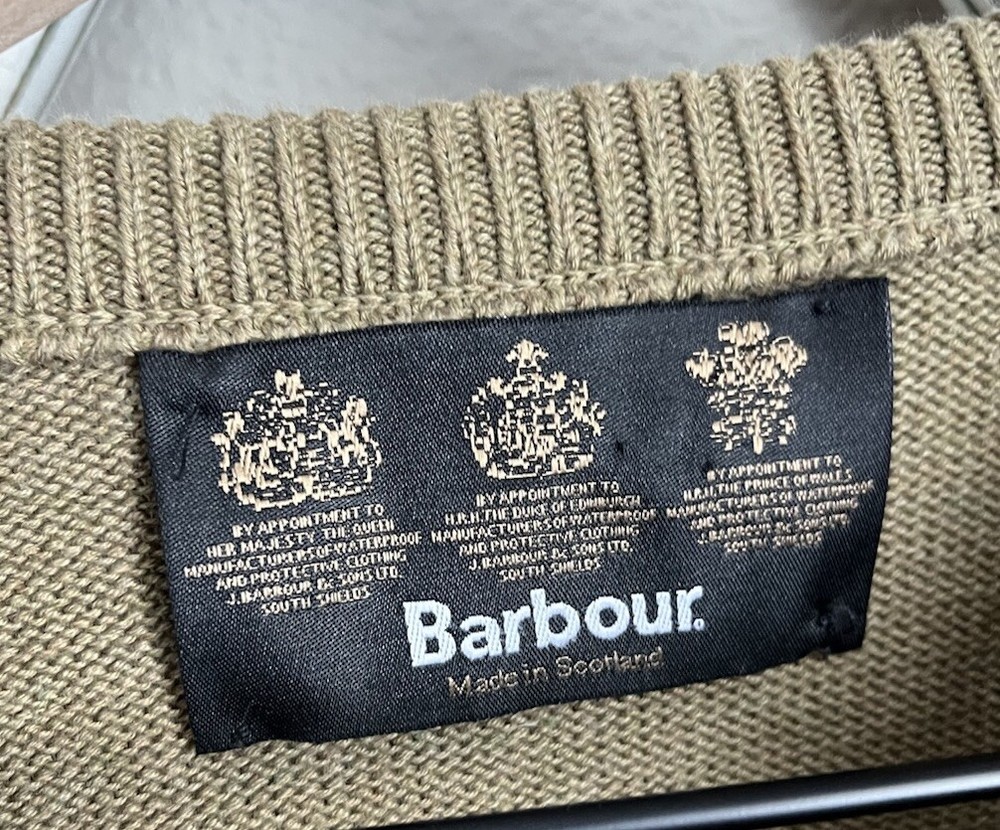 BY APPOINTMENT TO
HER MAJESTY THE QUEEN
MANUFACTURERS OF WATERPROOF
AND PROTECTIVE CLOTHING
J. BARBOUR & SONS LTD.
SOUTH SHIELDS
BY APPOINTMENT TO
H.R.H. THE DUKE OF EDINBURGH
MANUFACTURERS OF WATERPROOF
AND PROTECTIVE CLOTHING
J. BARBOUR & SONS LTD.
SOUTH SHIELDS
BY APPOINTMENT TO
H.R.H. THE PRINCE OF WALES
MANUFACTURERS OF WATERPROOF
AND PROTECTIVE CLOTHING
J. BARBOUR & SONS LTD.
SOUTH SHIELDS
Barbour.
Made in Scotland